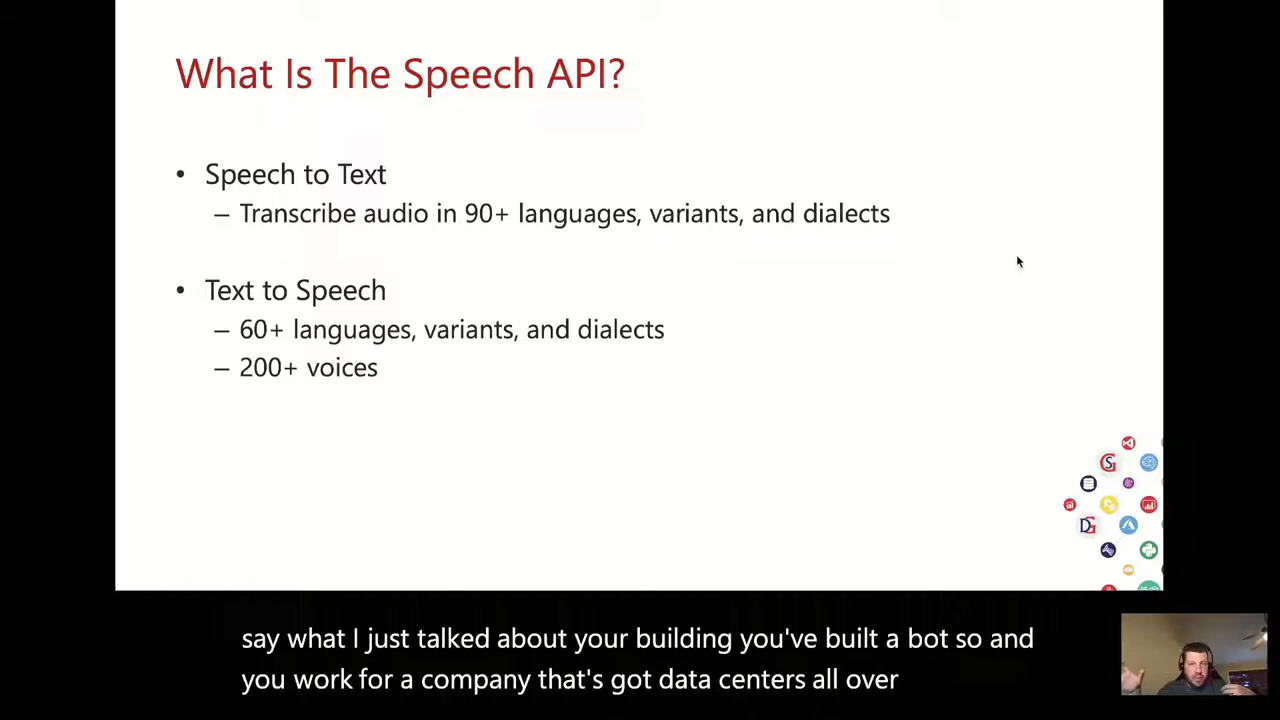 What Is The Speech API?
• Speech to Text
– Transcribe audio in 90+ languages, variants, and dialects
• Text to Speech
– 60+ languages, variants, and dialects
– 200+ voices
SG
DG
say what I just talked about your building you've built a bot so and
you work for a company that's got data centers all over